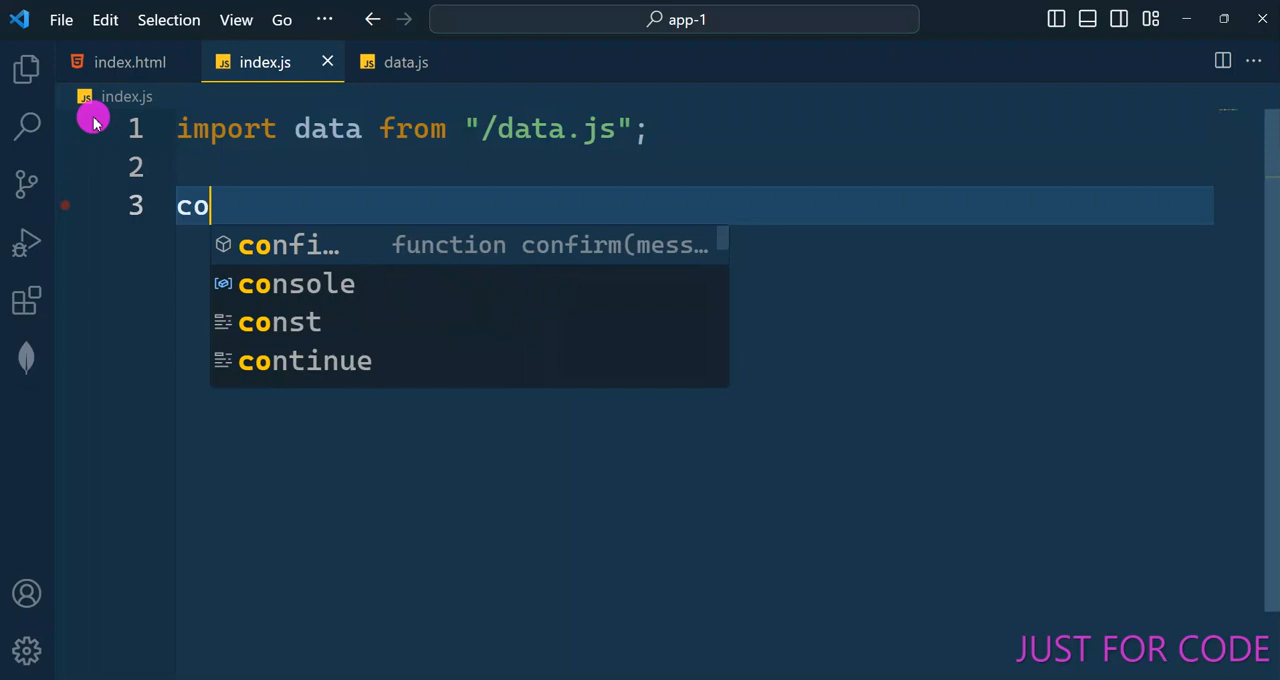 File Edit Selection View Go ··· app-1
index.html index.js data.js
index.js
1 import data from "/data.js";
2
3 co
confi… function confirm(mess…
console
const
continue
JUST FOR CODE